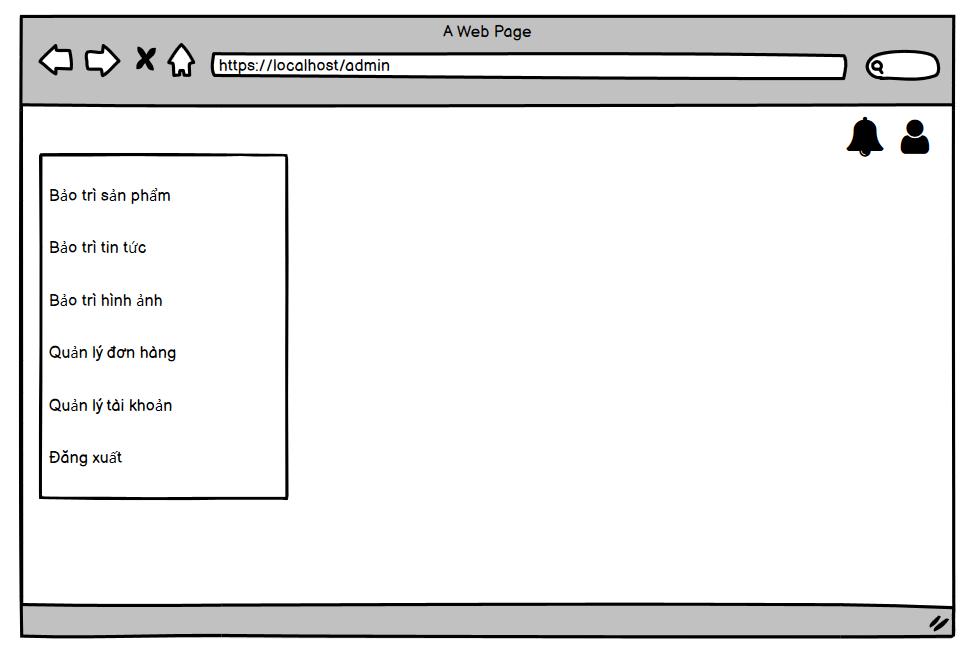 A Web Page
https://localhost/admin
Bảo trì sản phẩm
Bảo trì tin tức
Bảo trì hình ảnh
Quản lý đơn hàng
Quản lý tài khoản
Đăng xuất